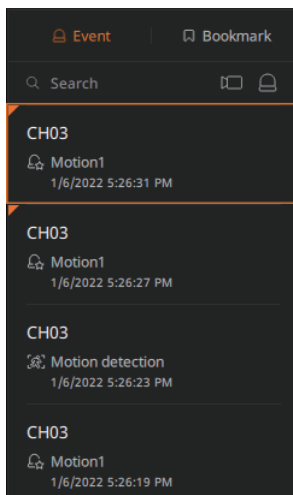 Event Bookmark
Search
CH03
Motion1
1/6/2022 5:26:31 PM
CH03
Motion1
1/6/2022 5:26:27 PM
CH03
Motion detection
1/6/2022 5:26:23 PM
CH03
Motion1
1/6/2022 5:26:19 PM